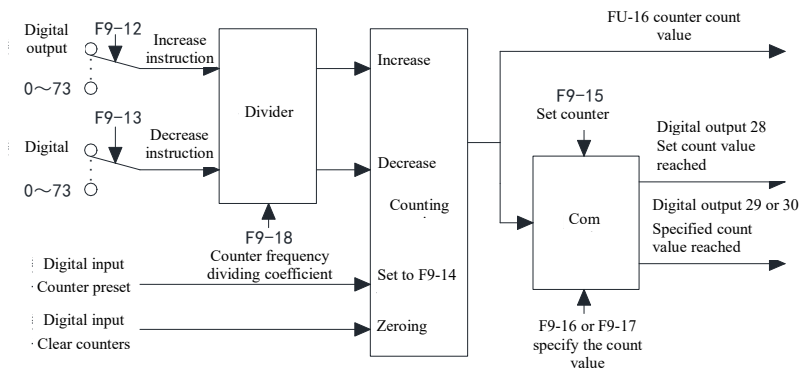 Digital
output
F9-12
Increase
instruction
0～73
F9-13
Digital
Decrease
instruction
0～73
Divider
F9-18
Counter frequency
dividing coefficient
Digital input
Counter preset
Digital input
Clear counters
Increase
Decrease
Counting
Set to F9-14
Zeroing
FU-16 counter count
value
F9-15
Set counter
Com
F9-16 or F9-17
specify the count
value
Digital output 28
Set count value
reached
Digital output 29 or 30
Specified count
value reached